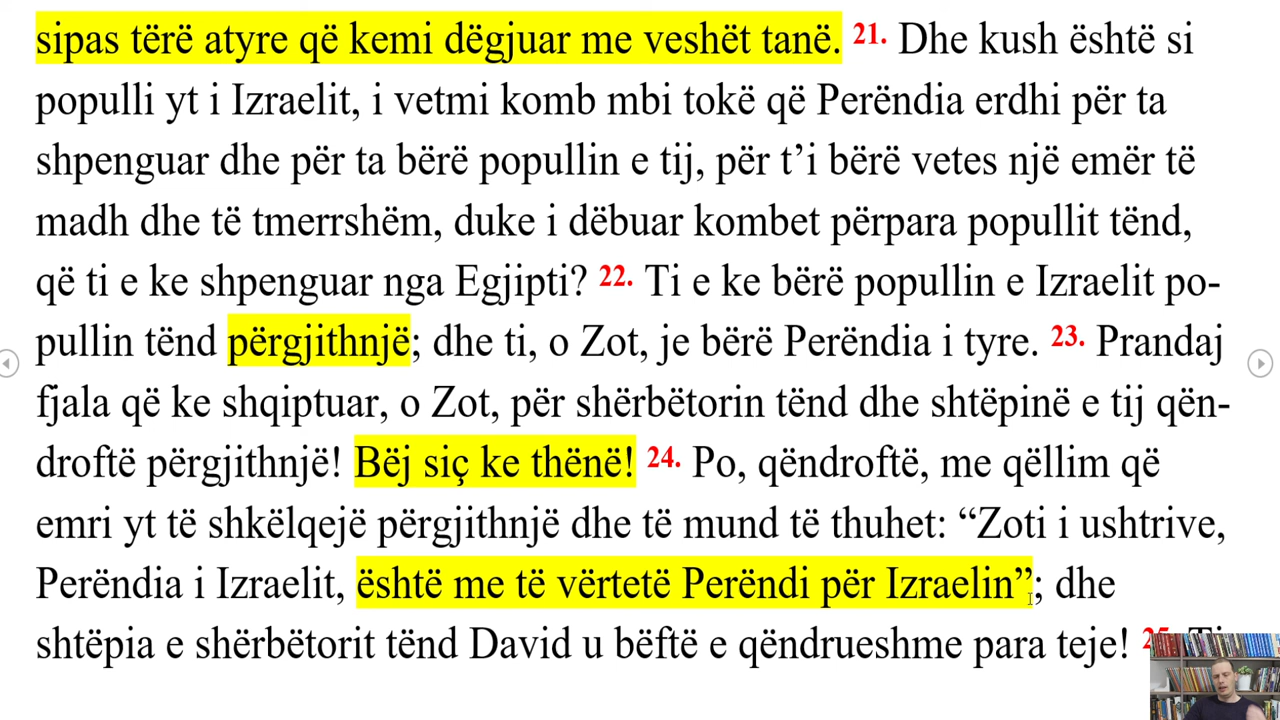 sipas tërë atyre që kemi dëgjuar me veshët tanë. 21. Dhe kush është si
populli yt i Izraelit, i vetmi komb mbi tokë që Perëndia erdhi për ta
shpenguar dhe për ta bërë popullin e tij, për t’i bërë vetes një emër të
madh dhe të tmerrshëm, duke i dëbuar kombet përpara popullit tënd,
që ti e ke shpenguar nga Egjipti? 22. Ti e ke bërë popullin e Izraelit po-
pullin tënd përgjithnjë; dhe ti, o Zot, je bërë Perëndia i tyre. 23. Prandaj
fjala që ke shqiptuar, o Zot, për shërbëtorin tënd dhe shtëpinë e tij qën-
droftë përgjithnjë! Bëj siç ke thënë! 24. Po, qëndroftë, me qëllim që
emri yt të shkëlqejë përgjithnjë dhe të mund të thuhet: “Zoti i ushtrive,
Perëndia i Izraelit, është me të vërtetë Perëndi për Izraelin”; dhe
shtëpia e shërbëtorit tënd David u bëftë e qëndrueshme para teje!